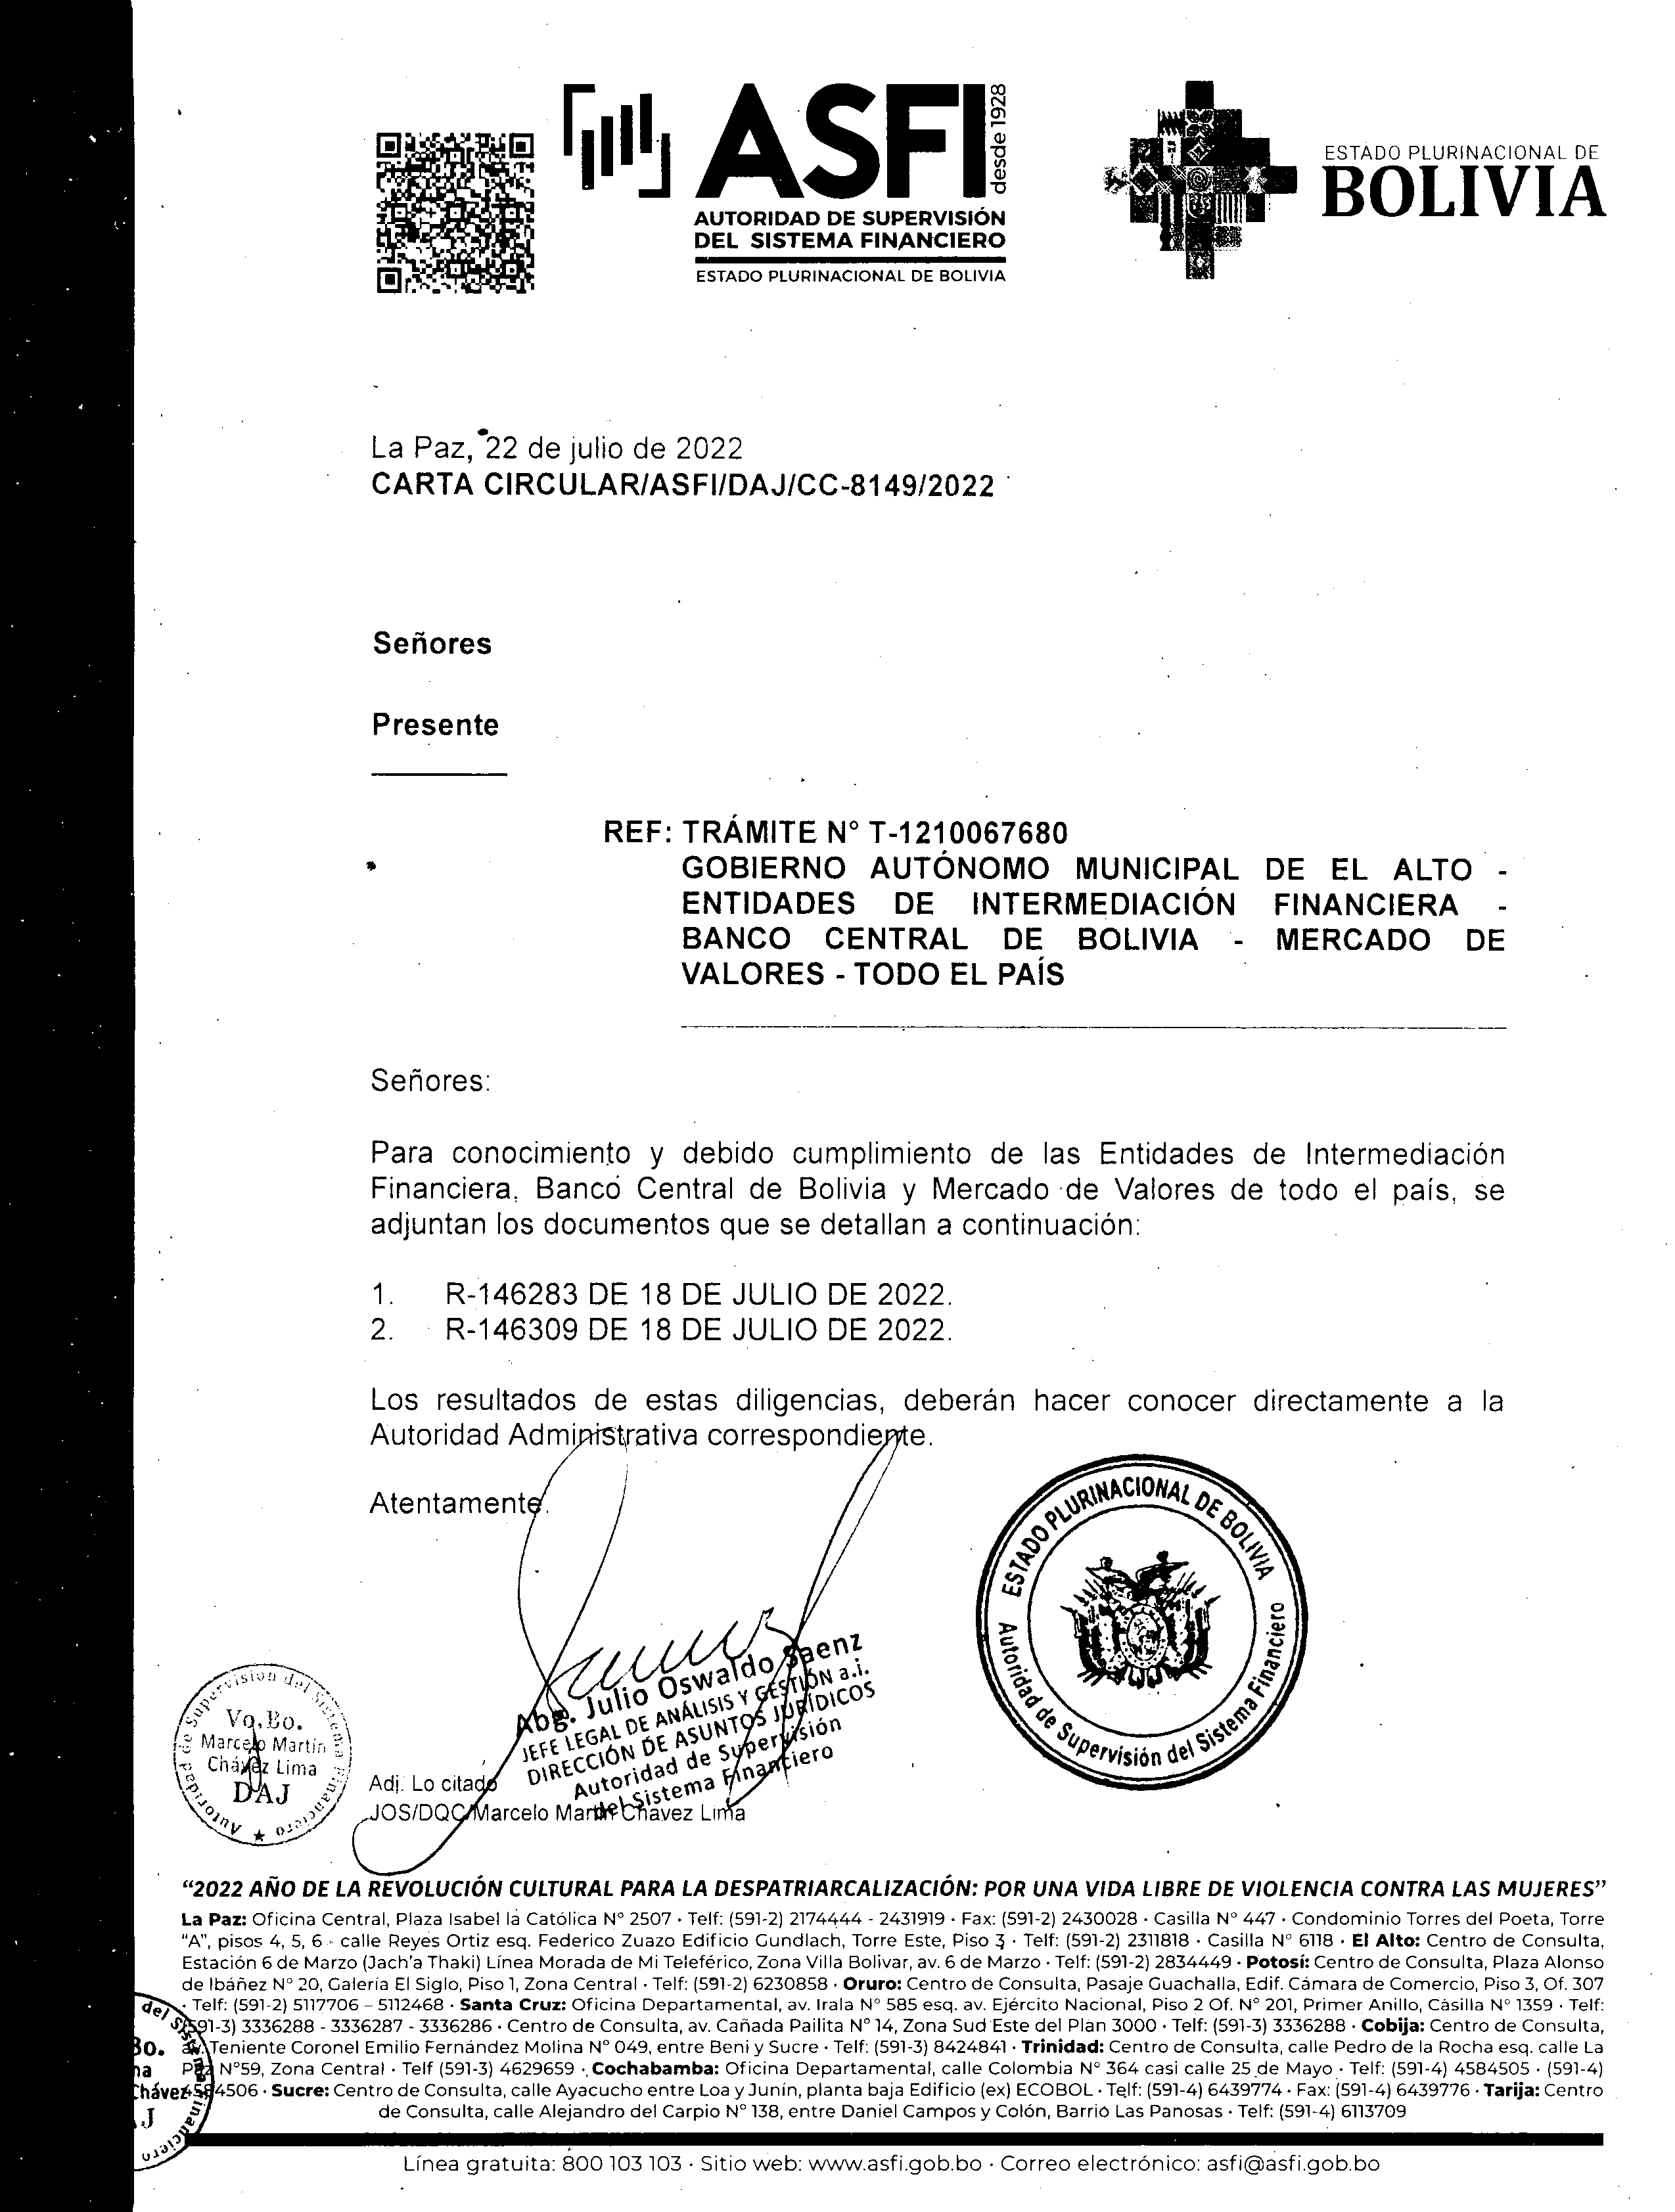 ASFI
desde 1928
AUTORIDAD DE SUPERVISIÓN
DEL SISTEMA FINANCIERO
ESTADO PLURINACIONAL DE BOLIVIA
ESTADO PLURINACIONAL DE
BOLIVIA
La Paz, 22 de julio de 2022
CARTA CIRCULAR/ASFI/DAJ/CC-8149/2022
Señores
Presente
REF: TRÁMITE N° T-1210067680
GOBIERNO AUTÓNOMO MUNICIPAL DE EL ALTO -
ENTIDADES DE INTERMEDIACIÓN FINANCIERA -
BANCO CENTRAL DE BOLIVIA - MERCADO DE
VALORES - TODO EL PAÍS
Señores:
Para conocimiento y debido cumplimiento de las Entidades de Intermediación
Financiera, Banco Central de Bolivia y Mercado de Valores de todo el país, se
adjuntan los documentos que se detallan a continuación:
1. R-146283 DE 18 DE JULIO DE 2022.
2. R-146309 DE 18 DE JULIO DE 2022.
Los resultados de estas diligencias, deberán hacer conocer directamente a la
Autoridad Administrativa correspondiente.
Atentamente.
ESTADO PLURINACIONAL DE BOLIVIA
Autoridad de Supervisión del Sistema Financiero
Abg. Julio Oswaldo Saenz
JEFE LEGAL DE ANÁLISIS Y GESTIÓN a.i.
DIRECCIÓN DE ASUNTOS JURÍDICOS
Autoridad de Supervisión
del Sistema Financiero
Autoridad de Supervisión del Sistema Financiero
Vo.Bo.
Marcelo Martín
Chávez Lima
DAJ
Adj: Lo citado
JOS/DQC/Marcelo Martin Chavez Lima
“2022 AÑO DE LA REVOLUCIÓN CULTURAL PARA LA DESPATRIARCALIZACIÓN: POR UNA VIDA LIBRE DE VIOLENCIA CONTRA LAS MUJERES”
La Paz: Oficina Central, Plaza Isabel la Católica N° 2507 · Telf: (591-2) 2174444 - 2431919 · Fax: (591-2) 2430028 · Casilla N° 447 · Condominio Torres del Poeta, Torre
"A", pisos 4, 5, 6 · calle Reyes Ortiz esq. Federico Zuazo Edificio Gundlach, Torre Este, Piso 3 · Telf: (591-2) 2311818 · Casilla N° 6118 · El Alto: Centro de Consulta,
Estación 6 de Marzo (Jach'a Thaki) Línea Morada de Mi Teleférico, Zona Villa Bolivar, av. 6 de Marzo · Telf: (591-2) 2834449 · Potosí: Centro de Consulta, Plaza Alonso
de Ibáñez N° 20, Galería El Siglo, Piso 1, Zona Central · Telf: (591-2) 6230858 · Oruro: Centro de Consulta, Pasaje Guachalla, Edif. Cámara de Comercio, Piso 3, Of. 307
· Telf: (591-2) 5117706 – 5112468 · Santa Cruz: Oficina Departamental, av. Irala N° 585 esq. av. Ejército Nacional, Piso 2 Of. N° 201, Primer Anillo, Casilla N° 1359 · Telf:
591-3) 3336288 - 3336287 - 3336286 · Centro de Consulta, av. Cañada Pailita N° 14, Zona Sud Este del Plan 3000 · Telf: (591-3) 3336288 · Cobija: Centro de Consulta,
Teniente Coronel Emilio Fernández Molina N° 049, entre Beni y Sucre · Telf: (591-3) 8424841 · Trinidad: Centro de Consulta, calle Pedro de la Rocha esq. calle La
N°59, Zona Central · Telf (591-3) 4629659 · Cochabamba: Oficina Departamental, calle Colombia N° 364 casi calle 25 de Mayo · Telf: (591-4) 4584505 · (591-4)
4584506 · Sucre: Centro de Consulta, calle Ayacucho entre Loa y Junín, planta baja Edificio (ex) ECOBOL · Telf: (591-4) 6439774 · Fax: (591-4) 6439776 · Tarija: Centro
de Consulta, calle Alejandro del Carpio N° 138, entre Daniel Campos y Colón, Barrio Las Panosas · Telf: (591-4) 6113709
Línea gratuita: 800 103 103 · Sitio web: www.asfi.gob.bo · Correo electrónico: asfi@asfi.gob.bo